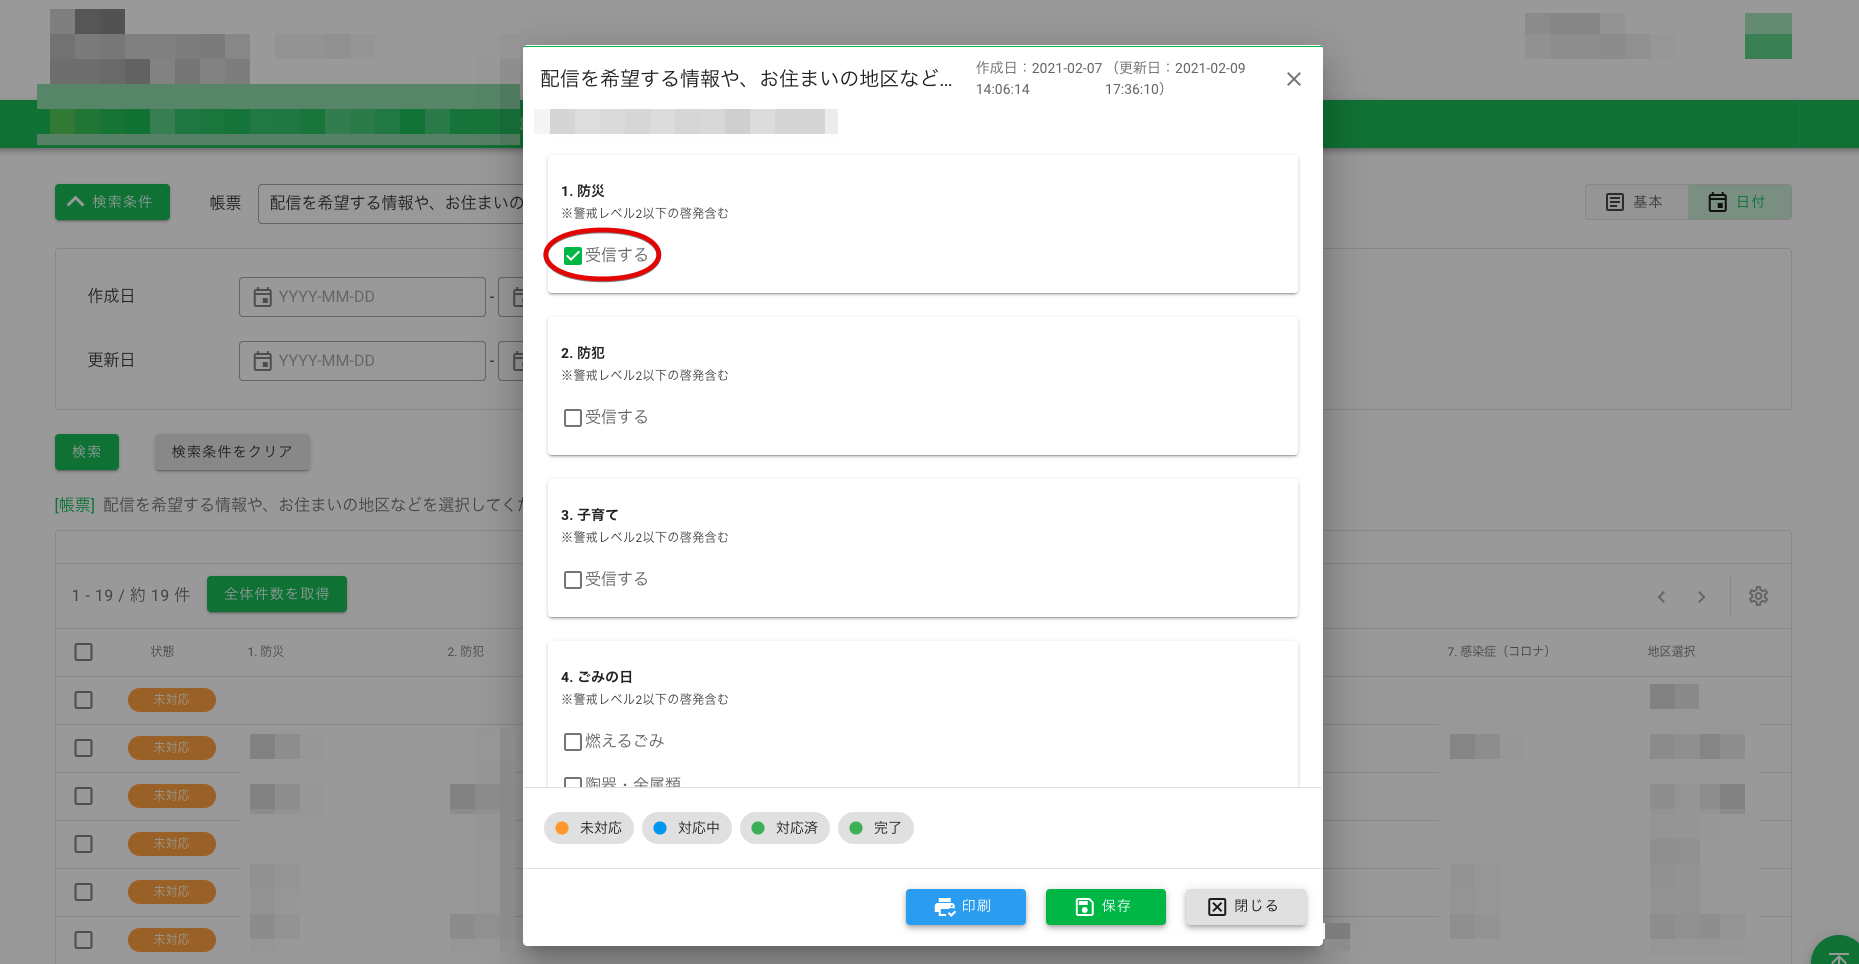 配信を希望する情報や、お住まいの地区など...
作成日：2021-02-07 14:06:14
（更新日：2021-02-09 17:36:10）
1. 防災
※警戒レベル2以下の啓発含む
受信する
2. 防犯
※警戒レベル2以下の啓発含む
受信する
3. 子育て
※警戒レベル2以下の啓発含む
受信する
4. ごみの日
※警戒レベル2以下の啓発含む
燃えるごみ
陶器・金属類
未対応 対応中 対応済 完了
印刷 保存 閉じる
検索条件 帳票 配信を希望する情報や、お住まいの
基本 日付
作成日 YYYY-MM-DD -
更新日 YYYY-MM-DD -
検索 検索条件をクリア
[帳票] 配信を希望する情報や、お住まいの地区などを選択してく
1 - 19 / 約 19 件 全体件数を取得
状態 1. 防災 2. 防犯 7. 感染症（コロナ） 地区選択
未対応
未対応
未対応
未対応
未対応
未対応